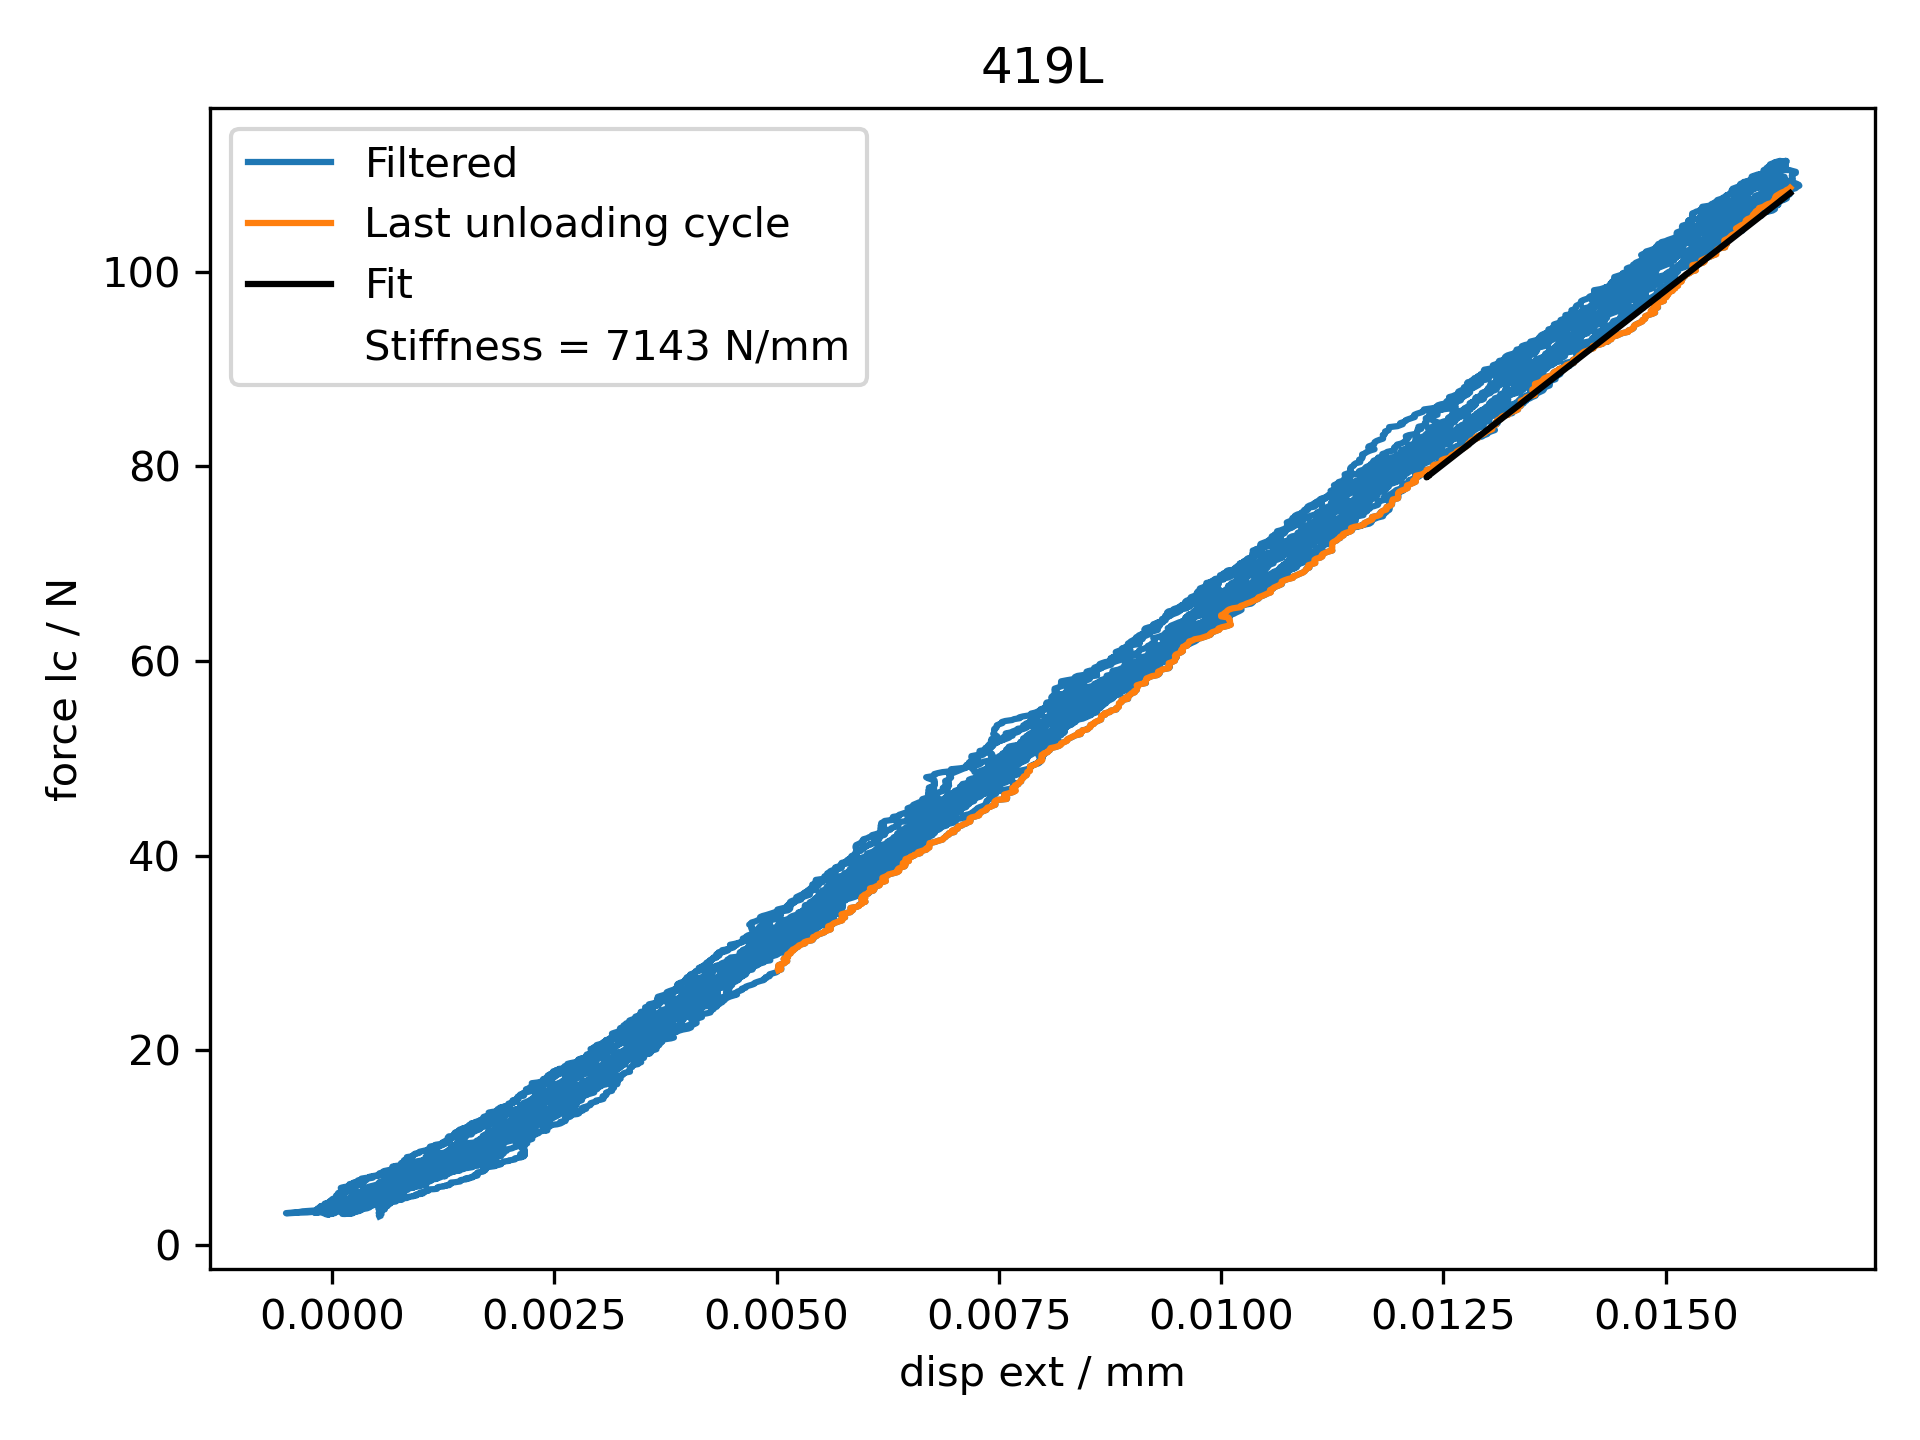 419L
Filtered
Last unloading cycle
Fit
Stiffness = 7143 N/mm
100
80
60
40
20
0
force lc / N
0.0000 0.0025 0.0050 0.0075 0.0100 0.0125 0.0150
disp ext / mm